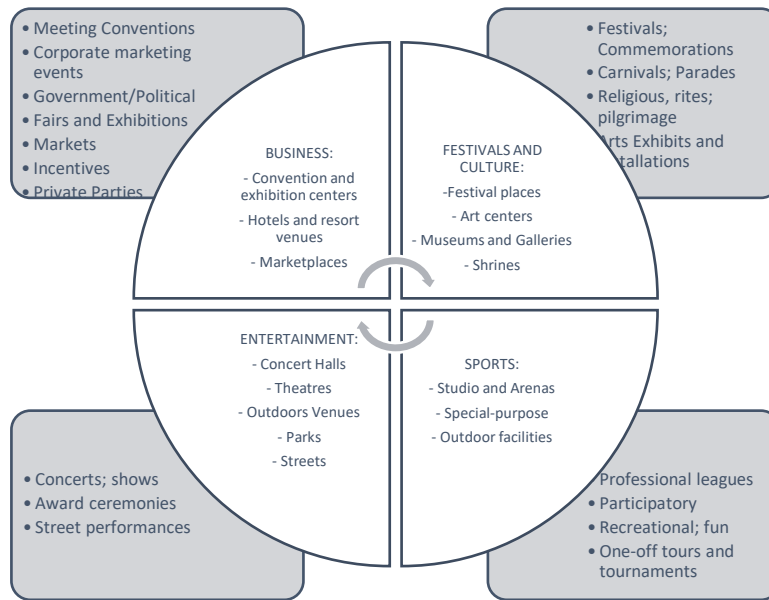 • Meeting Conventions
• Corporate marketing
events
• Government/Political
• Fairs and Exhibitions
• Markets
• Incentives
• Private Parties
• Festivals;
Commemorations
• Carnivals; Parades
• Religious, rites;
pilgrimage
Arts Exhibits and
BUSINESS:
- Convention and
exhibition centers
- Hotels and resort
venues
- Marketplaces
FESTIVALS AND
CULTURE:
-Festival places
- Art centers
- Museums and Galleries
- Shrines
ENTERTAINMENT:
- Concert Halls
- Theatres
- Outdoors Venues
- Parks
- Streets
SPORTS:
- Studio and Arenas
- Special-purpose
- Outdoor facilities
• Concerts; shows
• Award ceremonies
• Street performances
Professional leagues
• Participatory
• Recreational; fun
• One-off tours and
tournaments